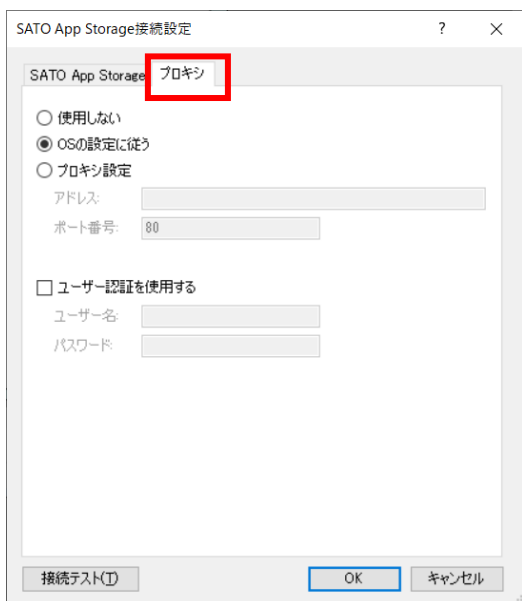 SATO App Storage接続設定
? ×
SATO App Storage プロキシ
使用しない
OSの設定に従う
プロキシ設定
アドレス:
ポート番号: 80
ユーザー認証を使用する
ユーザー名:
パスワード:
接続テスト(T) OK キャンセル